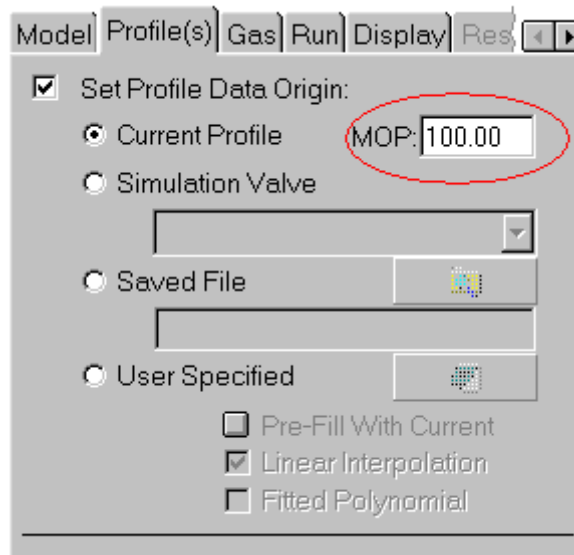 Model Profile(s) Gas Run Display Res
Set Profile Data Origin:
Current Profile MOP: 100.00
Simulation Valve
Saved File
User Specified
Pre-Fill With Current
Linear Interpolation
Fitted Polynomial